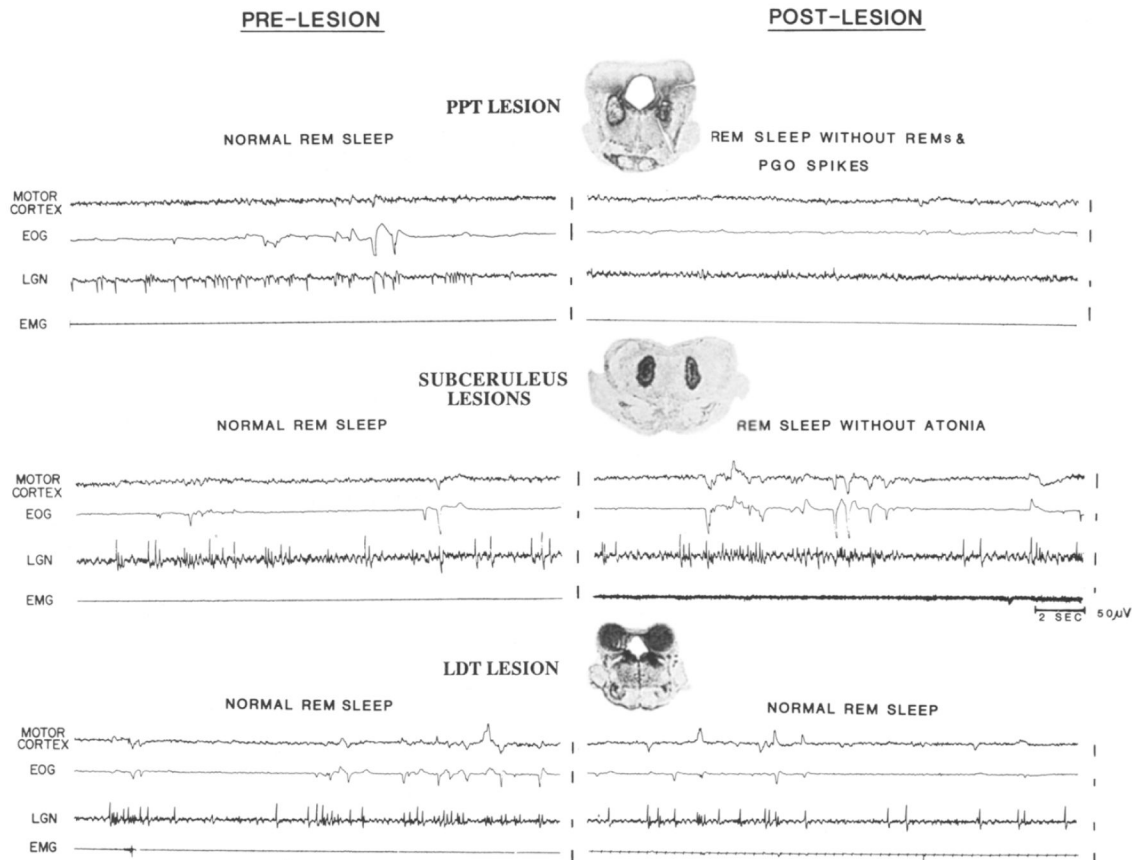 PRE-LESION
POST-LESION
PPT LESION
NORMAL REM SLEEP
REM SLEEP WITHOUT REMs &
PGO SPIKES
MOTOR
CORTEX
EOG
LGN
EMG
SUBCERULEUS
LESIONS
NORMAL REM SLEEP
REM SLEEP WITHOUT ATONIA
MOTOR
CORTEX
EOG
LGN
EMG
2 SEC
50μV
LDT LESION
NORMAL REM SLEEP
NORMAL REM SLEEP
MOTOR
CORTEX
EOG
LGN
EMG